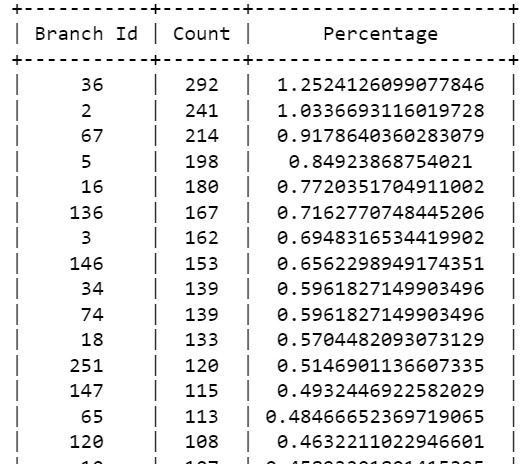 +-----------+-------+----------------------+
| Branch Id | Count | Percentage |
+-----------+-------+----------------------+
| 36 | 292 | 1.2524126099077846 |
| 2 | 241 | 1.0336693116019728 |
| 67 | 214 | 0.9178640360283079 |
| 5 | 198 | 0.84923868754021 |
| 16 | 180 | 0.7720351704911002 |
| 136 | 167 | 0.7162770748445206 |
| 3 | 162 | 0.6948316534419902 |
| 146 | 153 | 0.6562298949174351 |
| 34 | 139 | 0.5961827149903496 |
| 74 | 139 | 0.5961827149903496 |
| 18 | 133 | 0.5704482093073129 |
| 251 | 120 | 0.5146901136607335 |
| 147 | 115 | 0.4932446922582029 |
| 65 | 113 | 0.48466652369719065 |
| 120 | 108 | 0.4632211022946601 |